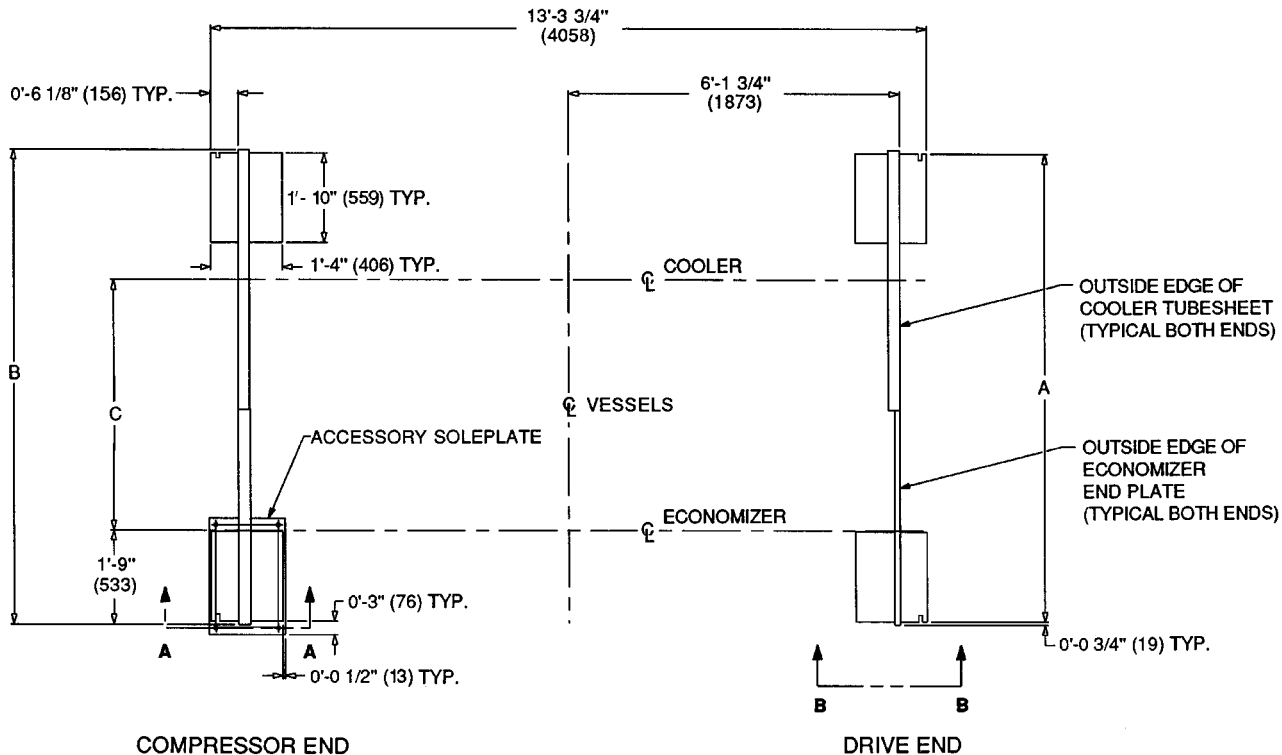 13'-3 3/4"
(4058)
0'-6 1/8" (156) TYP.
6'-1 3/4"
(1873)
1'- 10" (559) TYP.
1'-4" (406) TYP.
℄ COOLER
OUTSIDE EDGE OF
COOLER TUBESHEET
(TYPICAL BOTH ENDS)
B
C
℄ VESSELS
A
ACCESSORY SOLEPLATE
OUTSIDE EDGE OF
ECONOMIZER
END PLATE
(TYPICAL BOTH ENDS)
℄ ECONOMIZER
1'-9"
(533)
0'-3" (76) TYP.
A A
0'-0 1/2" (13) TYP.
0'-0 3/4" (19) TYP.
B B
COMPRESSOR END
DRIVE END